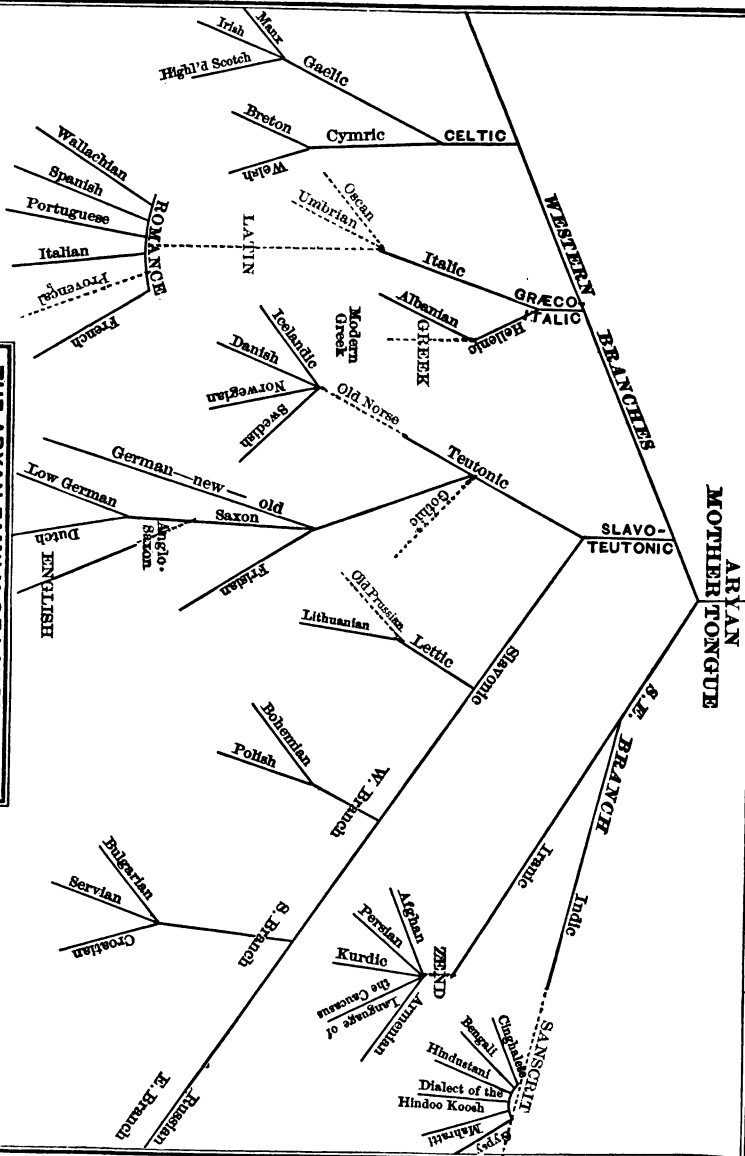 ARYAN
MOTHER TONGUE
WESTERN BRANCHES
CELTIC
Gaelic
Manx
Irish
Highl'd Scotch
Cymric
Breton
Welsh
GRÆCO-
ITALIC
Italic
Oscan
Umbrian
LATIN
ROMANCE
Wallachian
Spanish
Portuguese
Italian
Provençal
French
Hellenic
Albanian
GREEK
Modern
Greek
SLAVO-
TEUTONIC
Teutonic
Gothic
Old Norse
Icelandic
Danish
Norwegian
Swedish
German—new—old
Saxon
Low German
Dutch
Anglo-
Saxon
ENGLISH
Frisian
Slavonic
Lettic
Old Prussian
Lithuanian
W. Branch
Bohemian
Polish
S. Branch
Bulgarian
Servian
Croatian
Russian
E. Branch
S.E. BRANCH
Iranic
ZEND
Afghan
Persian
Kurdic
Language of
the Caucasus
Armenian
Indic
SANSCRIT
Cinghalese
Bengali
Hindustani
Dialect of the
Hindoo Koosh
Mahratti
Gypsy